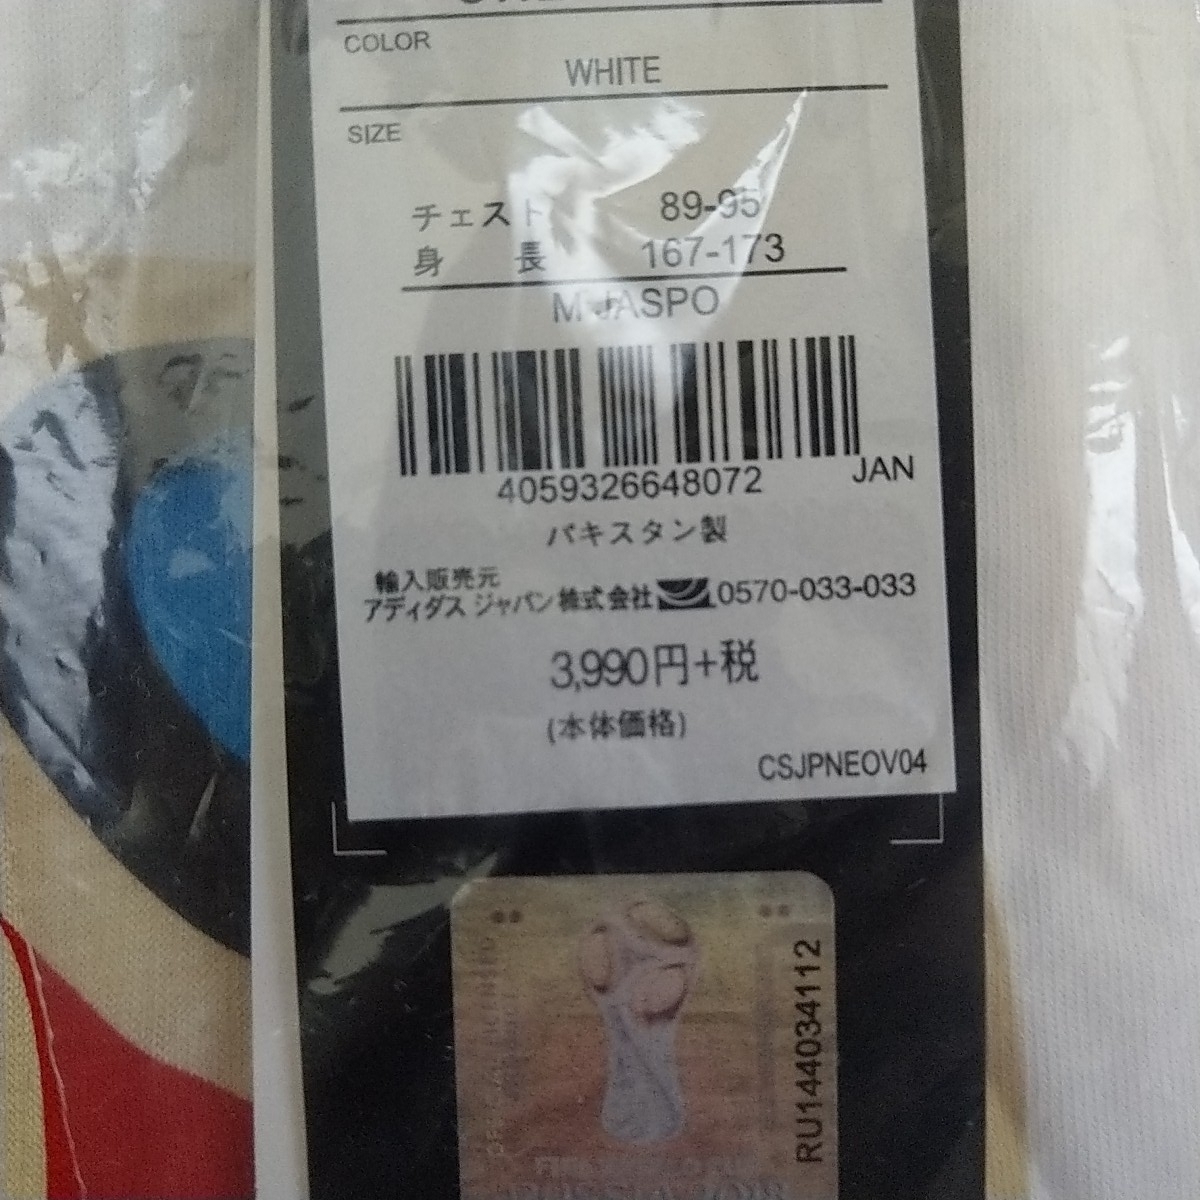 COLOR
WHITE
SIZE
チェスト 89-95
身 長 167-173
M JASPO
4059326648072 JAN
パキスタン製
輸入販売元
アディダス ジャパン株式会社 0570-033-033
3,990円+税
(本体価格)
CSJPNEOV04
RU144034112